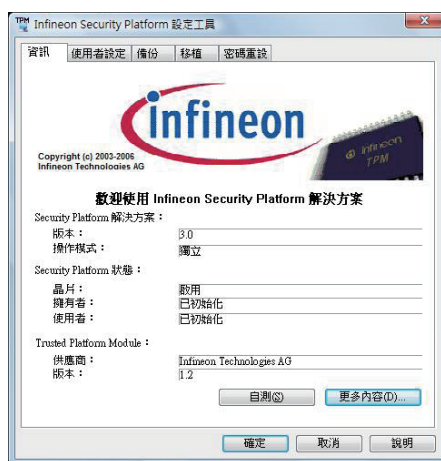 TPM Infineon Security Platform 設定工具
資訊 使用者設定 備份 移植 密碼重設
infineon
Copyright (c) 2003-2006
Infineon Technologies AG
infineon
TPM
歡迎使用 Infineon Security Platform 解決方案
Security Platform 解決方案：
版本： 3.0
操作模式： 獨立
Security Platform 狀態：
晶片： 啟用
擁有者： 已初始化
使用者： 已初始化
Trusted Platform Module：
供應商： Infineon Technologies AG
版本： 1.2
自測(S) 更多內容(D)...
確定 取消 說明